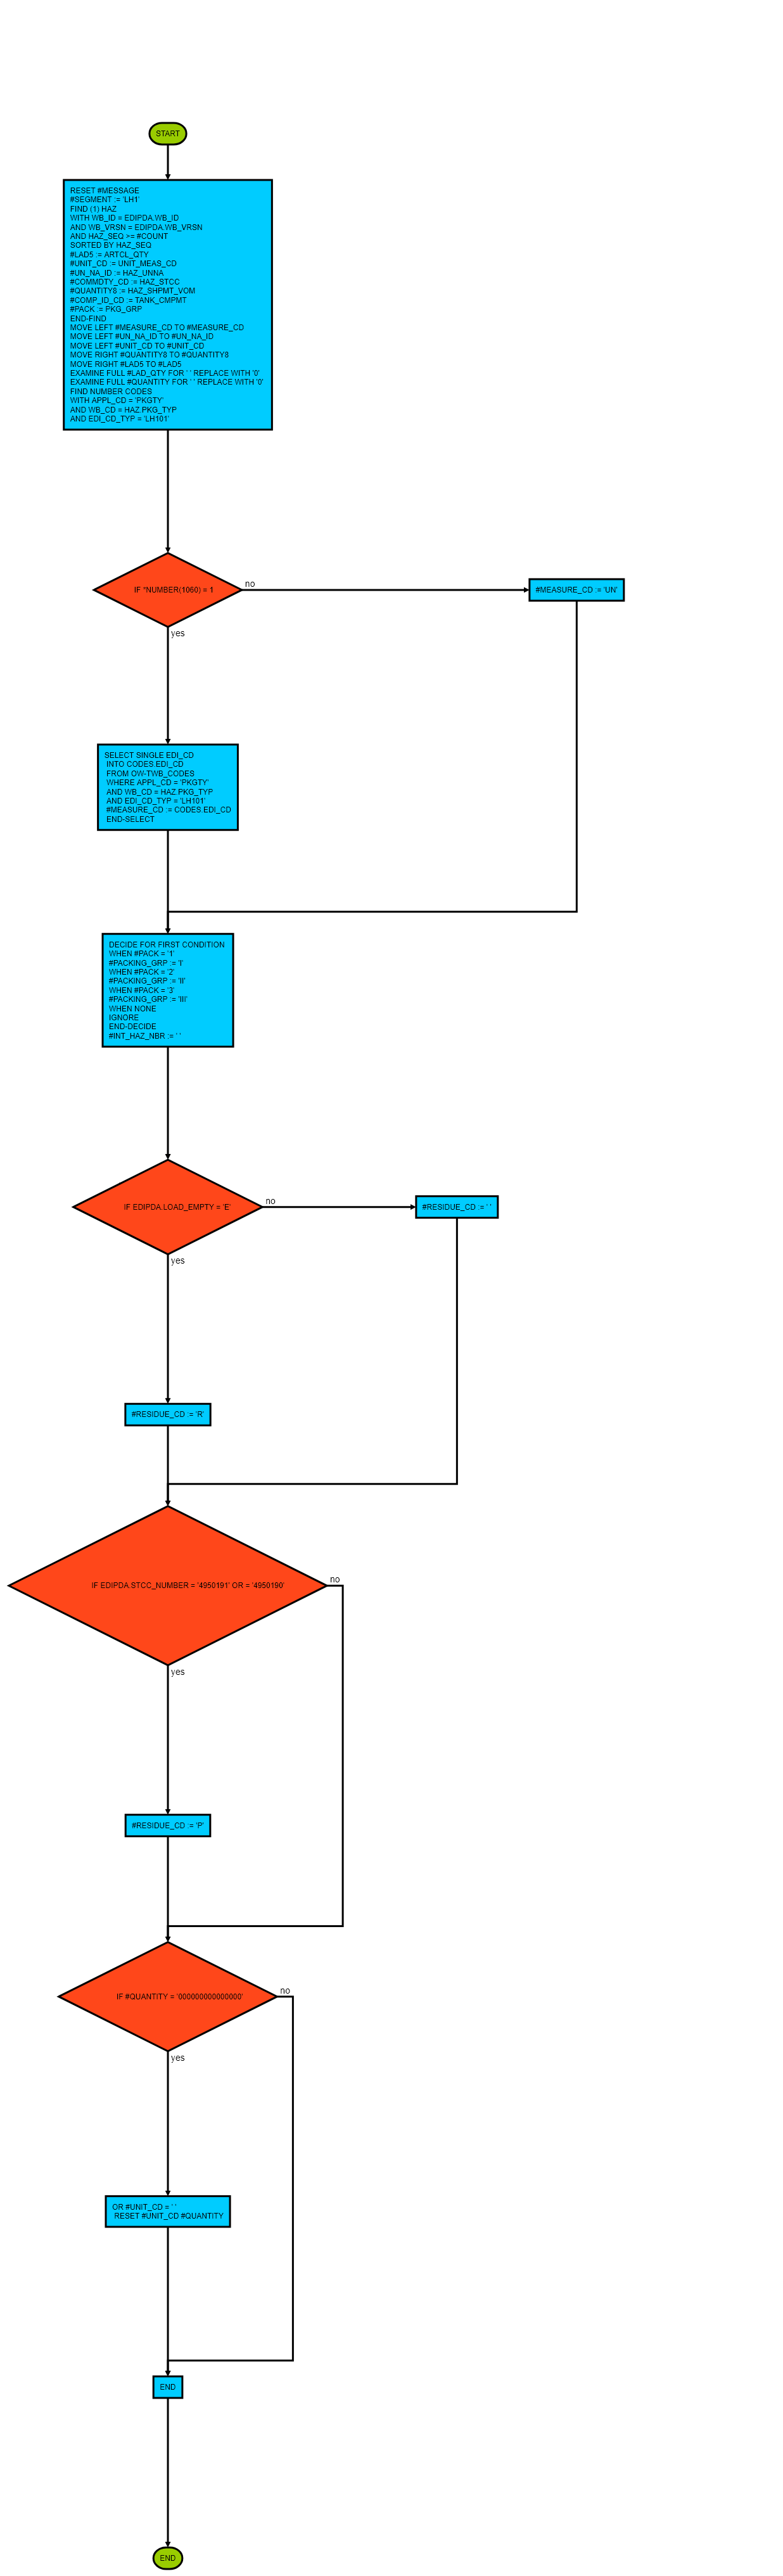 START
RESET #MESSAGE
#SEGMENT := 'LH1'
FIND (1) HAZ
WITH WB_ID = EDIPDA.WB_ID
AND WB_VRSN = EDIPDA.WB_VRSN
AND HAZ_SEQ >= #COUNT
SORTED BY HAZ_SEQ
#LAD5 := ARTCL_QTY
#UNIT_CD := UNIT_MEAS_CD
#UN_NA_ID := HAZ_UNNA
#COMMDTY_CD := HAZ_STCC
#QUANTITY8 := HAZ_SHPMT_VOM
#COMP_ID_CD := TANK_CMPMT
#PACK := PKG_GRP
END-FIND
MOVE LEFT #MEASURE_CD TO #MEASURE_CD
MOVE LEFT #UN_NA_ID TO #UN_NA_ID
MOVE LEFT #UNIT_CD TO #UNIT_CD
MOVE RIGHT #QUANTITY8 TO #QUANTITY8
MOVE RIGHT #LAD5 TO #LAD5
EXAMINE FULL #LAD_QTY FOR ' ' REPLACE WITH '0'
EXAMINE FULL #QUANTITY FOR ' ' REPLACE WITH '0'
FIND NUMBER CODES
WITH APPL_CD = 'PKGTY'
AND WB_CD = HAZ.PKG_TYP
AND EDI_CD_TYP = 'LH101'
IF *NUMBER(1060) = 1
no
#MEASURE_CD := 'UN'
yes
SELECT SINGLE EDI_CD
INTO CODES.EDI_CD
FROM OW-TWB_CODES
WHERE APPL_CD = 'PKGTY'
AND WB_CD = HAZ.PKG_TYP
AND EDI_CD_TYP = 'LH101'
#MEASURE_CD := CODES.EDI_CD
END-SELECT
DECIDE FOR FIRST CONDITION
WHEN #PACK = '1'
#PACKING_GRP := 'I'
WHEN #PACK = '2'
#PACKING_GRP := 'II'
WHEN #PACK = '3'
#PACKING_GRP := 'III'
WHEN NONE
IGNORE
END-DECIDE
#INT_HAZ_NBR := ' '
IF EDIPDA.LOAD_EMPTY = 'E'
no
#RESIDUE_CD := ' '
yes
#RESIDUE_CD := 'R'
IF EDIPDA.STCC_NUMBER = '4950191' OR = '4950190'
no
yes
#RESIDUE_CD := 'P'
IF #QUANTITY = '000000000000000'
no
yes
OR #UNIT_CD = ' '
RESET #UNIT_CD #QUANTITY
END
END